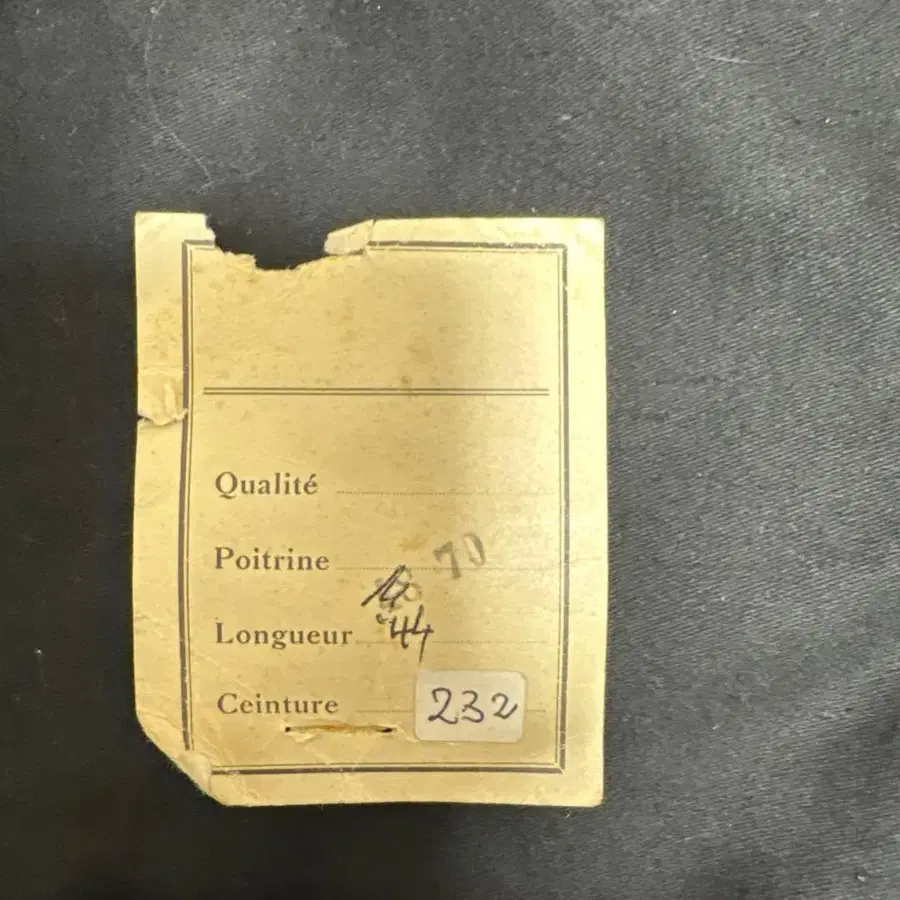 Qualité
Poitrine 70
Longueur 44
Ceinture 232